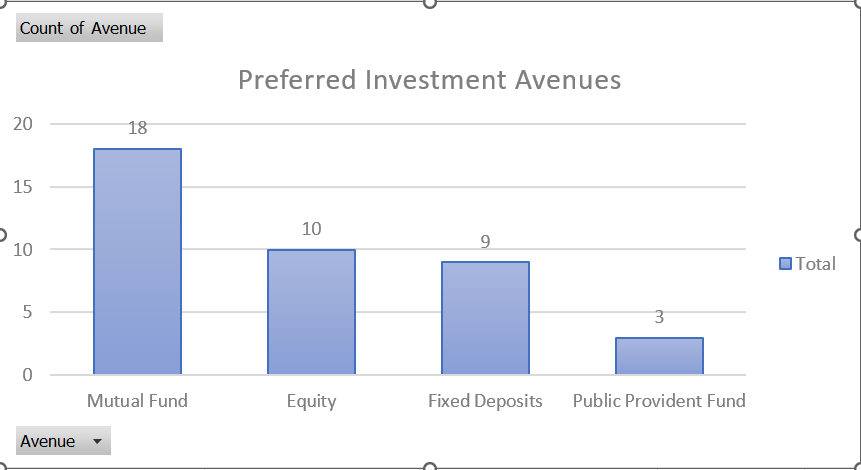 Count of Avenue
Preferred Investment Avenues
20
15
10
5
0
18
10
9
3
Mutual Fund
Equity
Fixed Deposits
Public Provident Fund
Total
Avenue